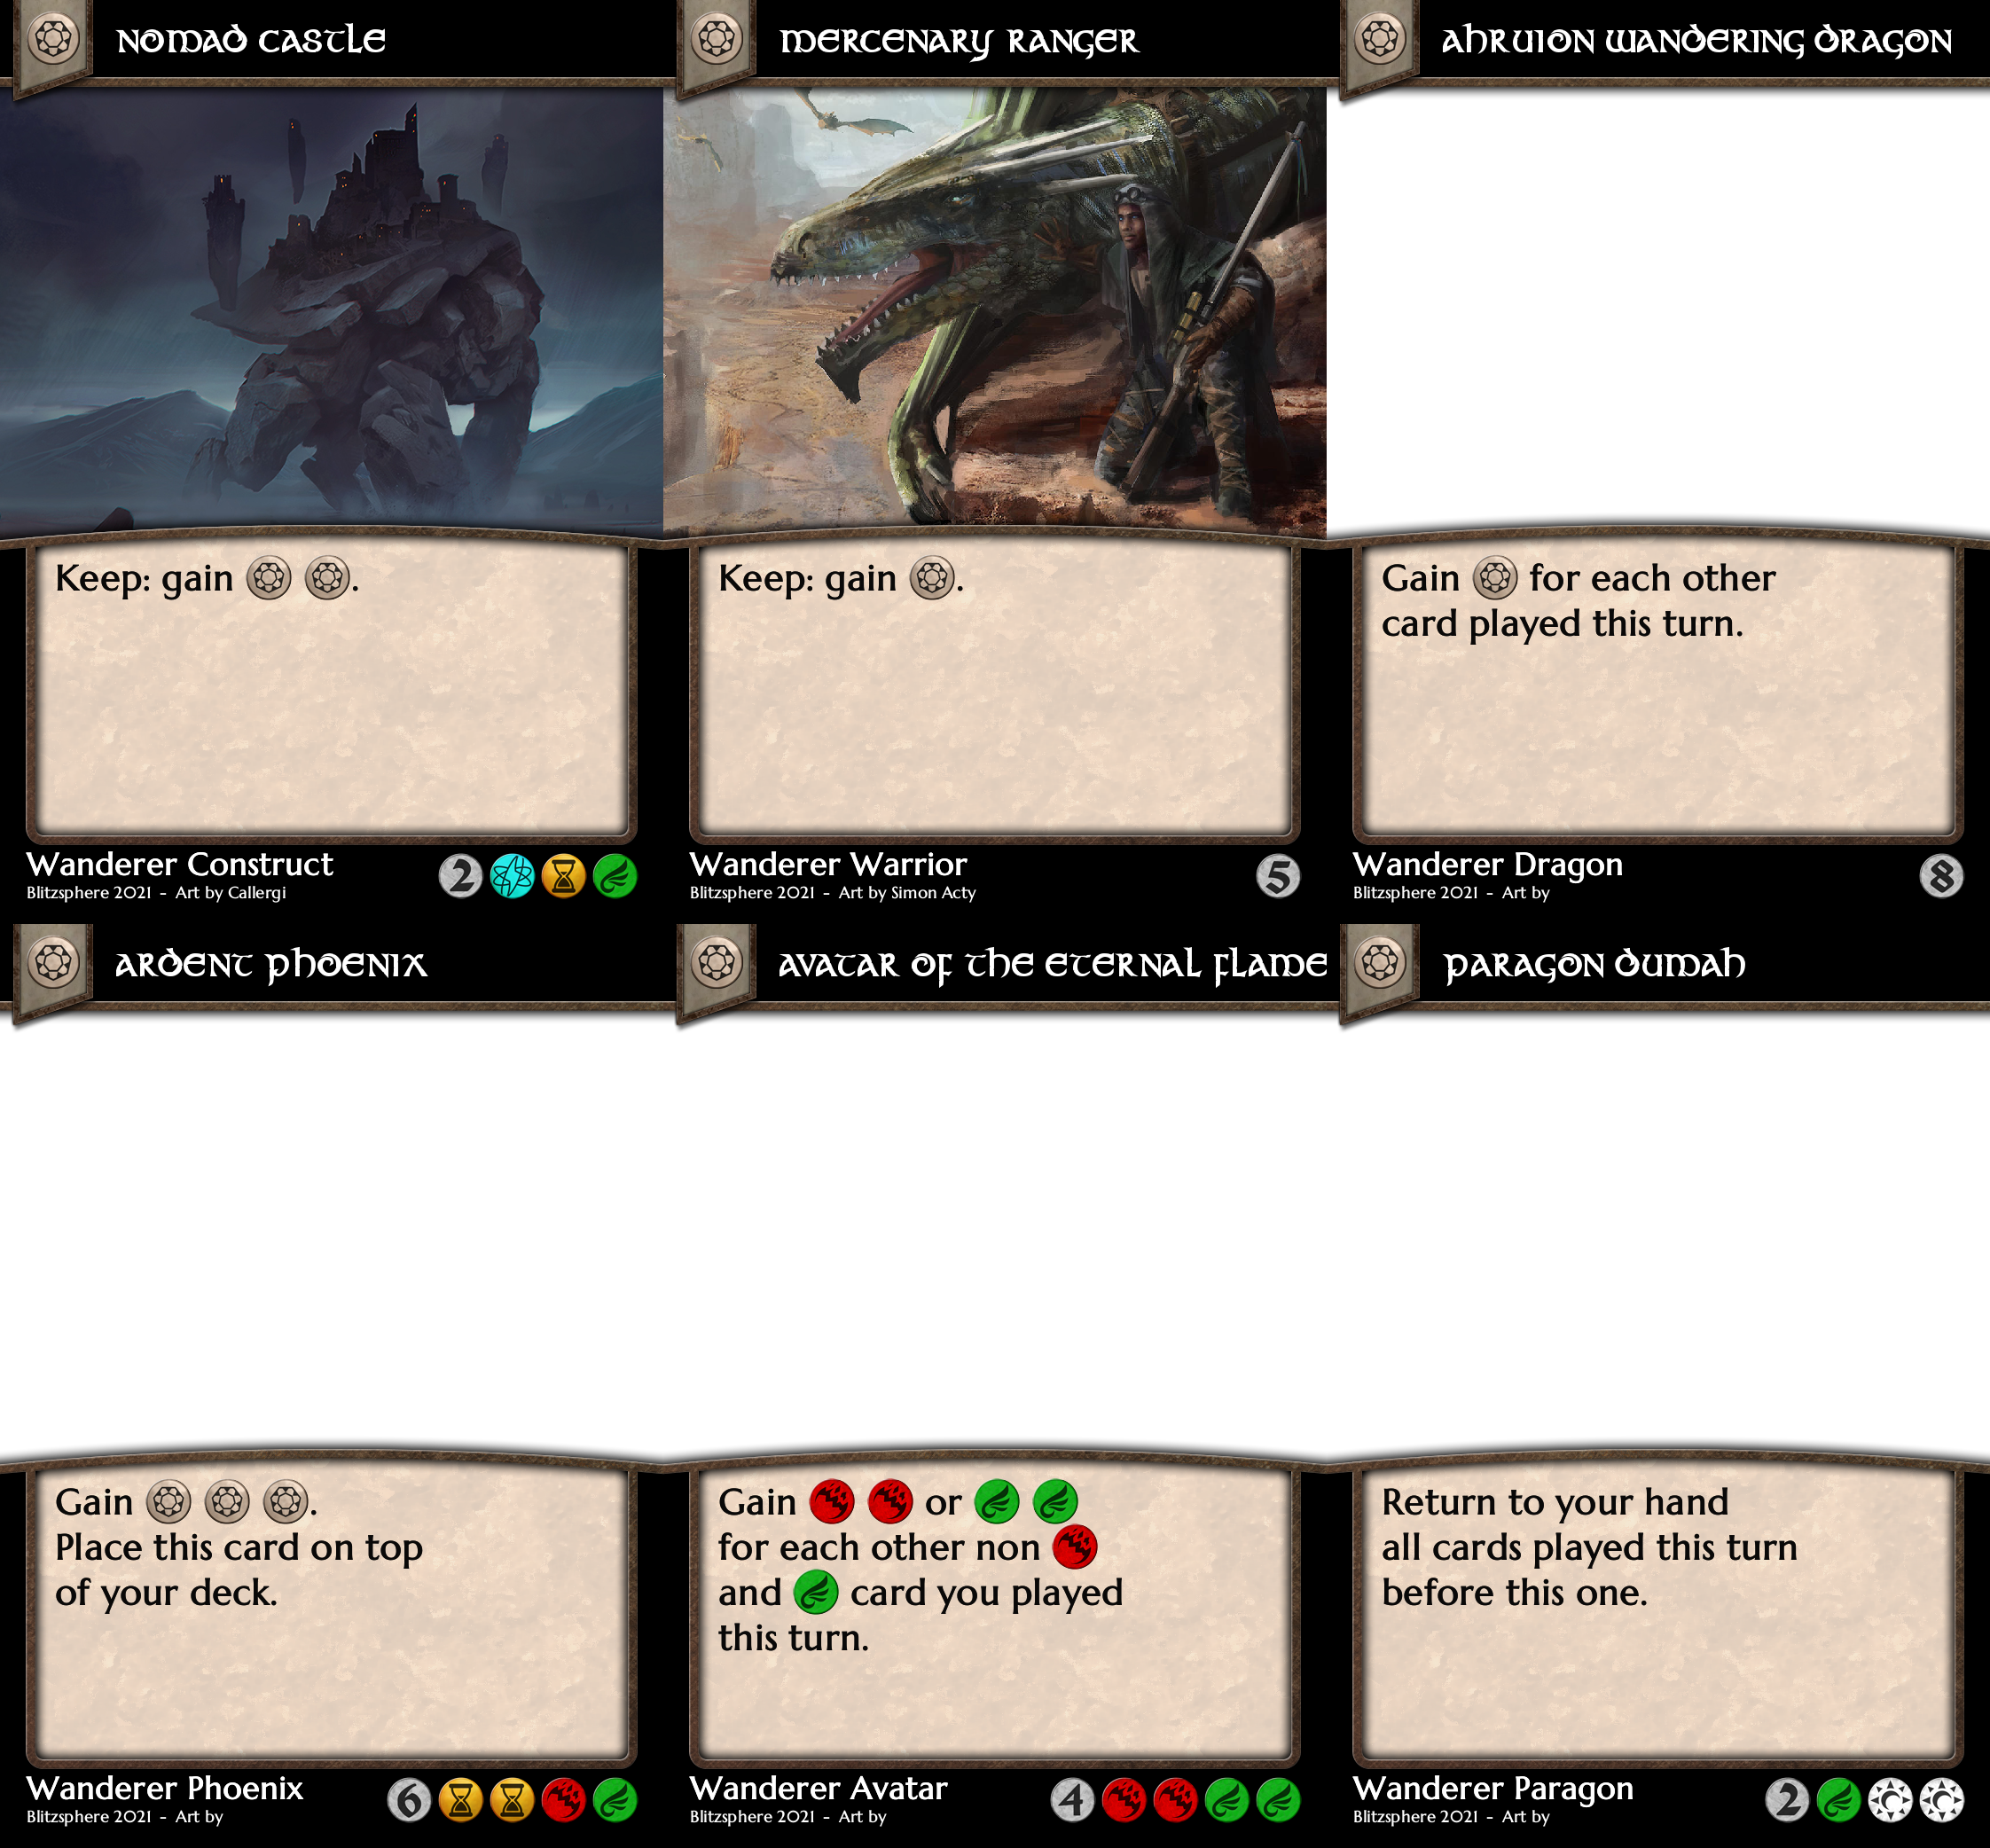 Nomad Castle
Keep: gain .
Wanderer Construct
2
Blitzsphere 2021 - Art by Callergi
Mercenary Ranger
Keep: gain .
Wanderer Warrior
5
Blitzsphere 2021 - Art by Simon Acty
Ahruion Wandering Dragon
Gain for each other
card played this turn.
Wanderer Dragon
8
Blitzsphere 2021 - Art by
Ardent Phoenix
Gain .
Place this card on top
of your deck.
Wanderer Phoenix
6
Blitzsphere 2021 - Art by
Avatar of the Eternal Flame
Gain or
for each other non
and card you played
this turn.
Wanderer Avatar
4
Blitzsphere 2021 - Art by
Paragon Dumah
Return to your hand
all cards played this turn
before this one.
Wanderer Paragon
2
Blitzsphere 2021 - Art by